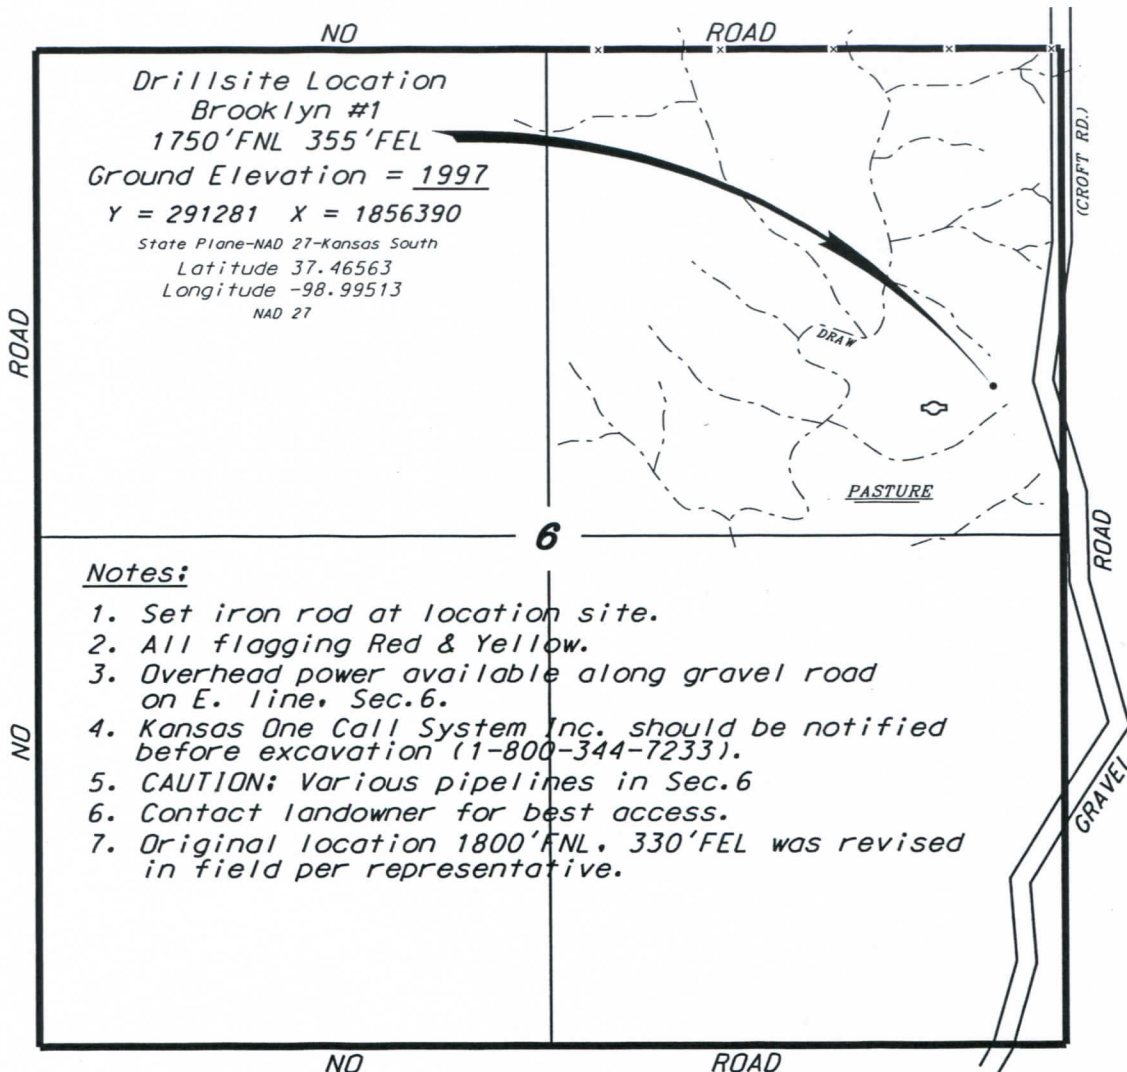 NO
ROAD
Drillsite Location
Brooklyn #1
1750'FNL 355'FEL
Ground Elevation = 1997
Y = 291281 X = 1856390
State Plane-NAD 27-Kansas South
Latitude 37.46563
Longitude -98.99513
NAD 27
(CROFT RD.)
ROAD
DRAW
PASTURE
6
ROAD
Notes:
1. Set iron rod at location site.
2. All flagging Red & Yellow.
3. Overhead power available along gravel road
on E. line, Sec.6.
4. Kansas One Call System Inc. should be notified
before excavation (1-800-344-7233).
5. CAUTION: Various pipelines in Sec.6
6. Contact landowner for best access.
7. Original location 1800'FNL, 330'FEL was revised
in field per representative.
NO
GRAVEL
NO
ROAD